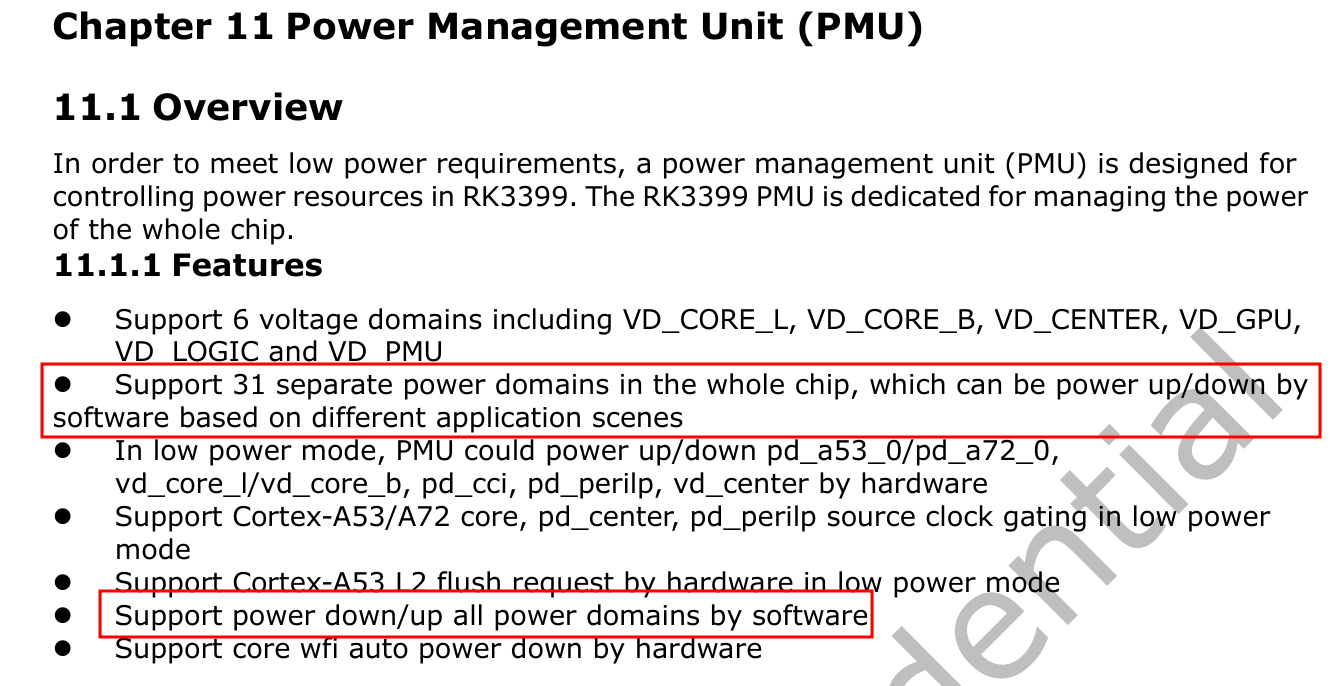 Chapter 11 Power Management Unit (PMU)
11.1 Overview
In order to meet low power requirements, a power management unit (PMU) is designed for
controlling power resources in RK3399. The RK3399 PMU is dedicated for managing the power
of the whole chip.
11.1.1 Features
● Support 6 voltage domains including VD_CORE_L, VD_CORE_B, VD_CENTER, VD_GPU,
VD_LOGIC and VD_PMU
● Support 31 separate power domains in the whole chip, which can be power up/down by
software based on different application scenes
● In low power mode, PMU could power up/down pd_a53_0/pd_a72_0,
vd_core_l/vd_core_b, pd_cci, pd_perilp, vd_center by hardware
● Support Cortex-A53/A72 core, pd_center, pd_perilp source clock gating in low power
mode
● Support Cortex-A53 L2 flush request by hardware in low power mode
● Support power down/up all power domains by software
● Support core wfi auto power down by hardware
dential